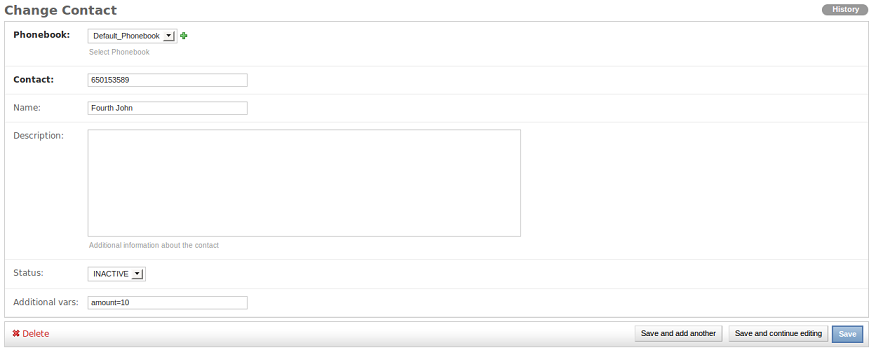 Change Contact
History
Phonebook:
Default_Phonebook
Select Phonebook
Contact:
650153589
Name:
Fourth John
Description:
Additional information about the contact
Status:
INACTIVE
Additional vars:
amount=10
Delete
Save and add another
Save and continue editing
Save